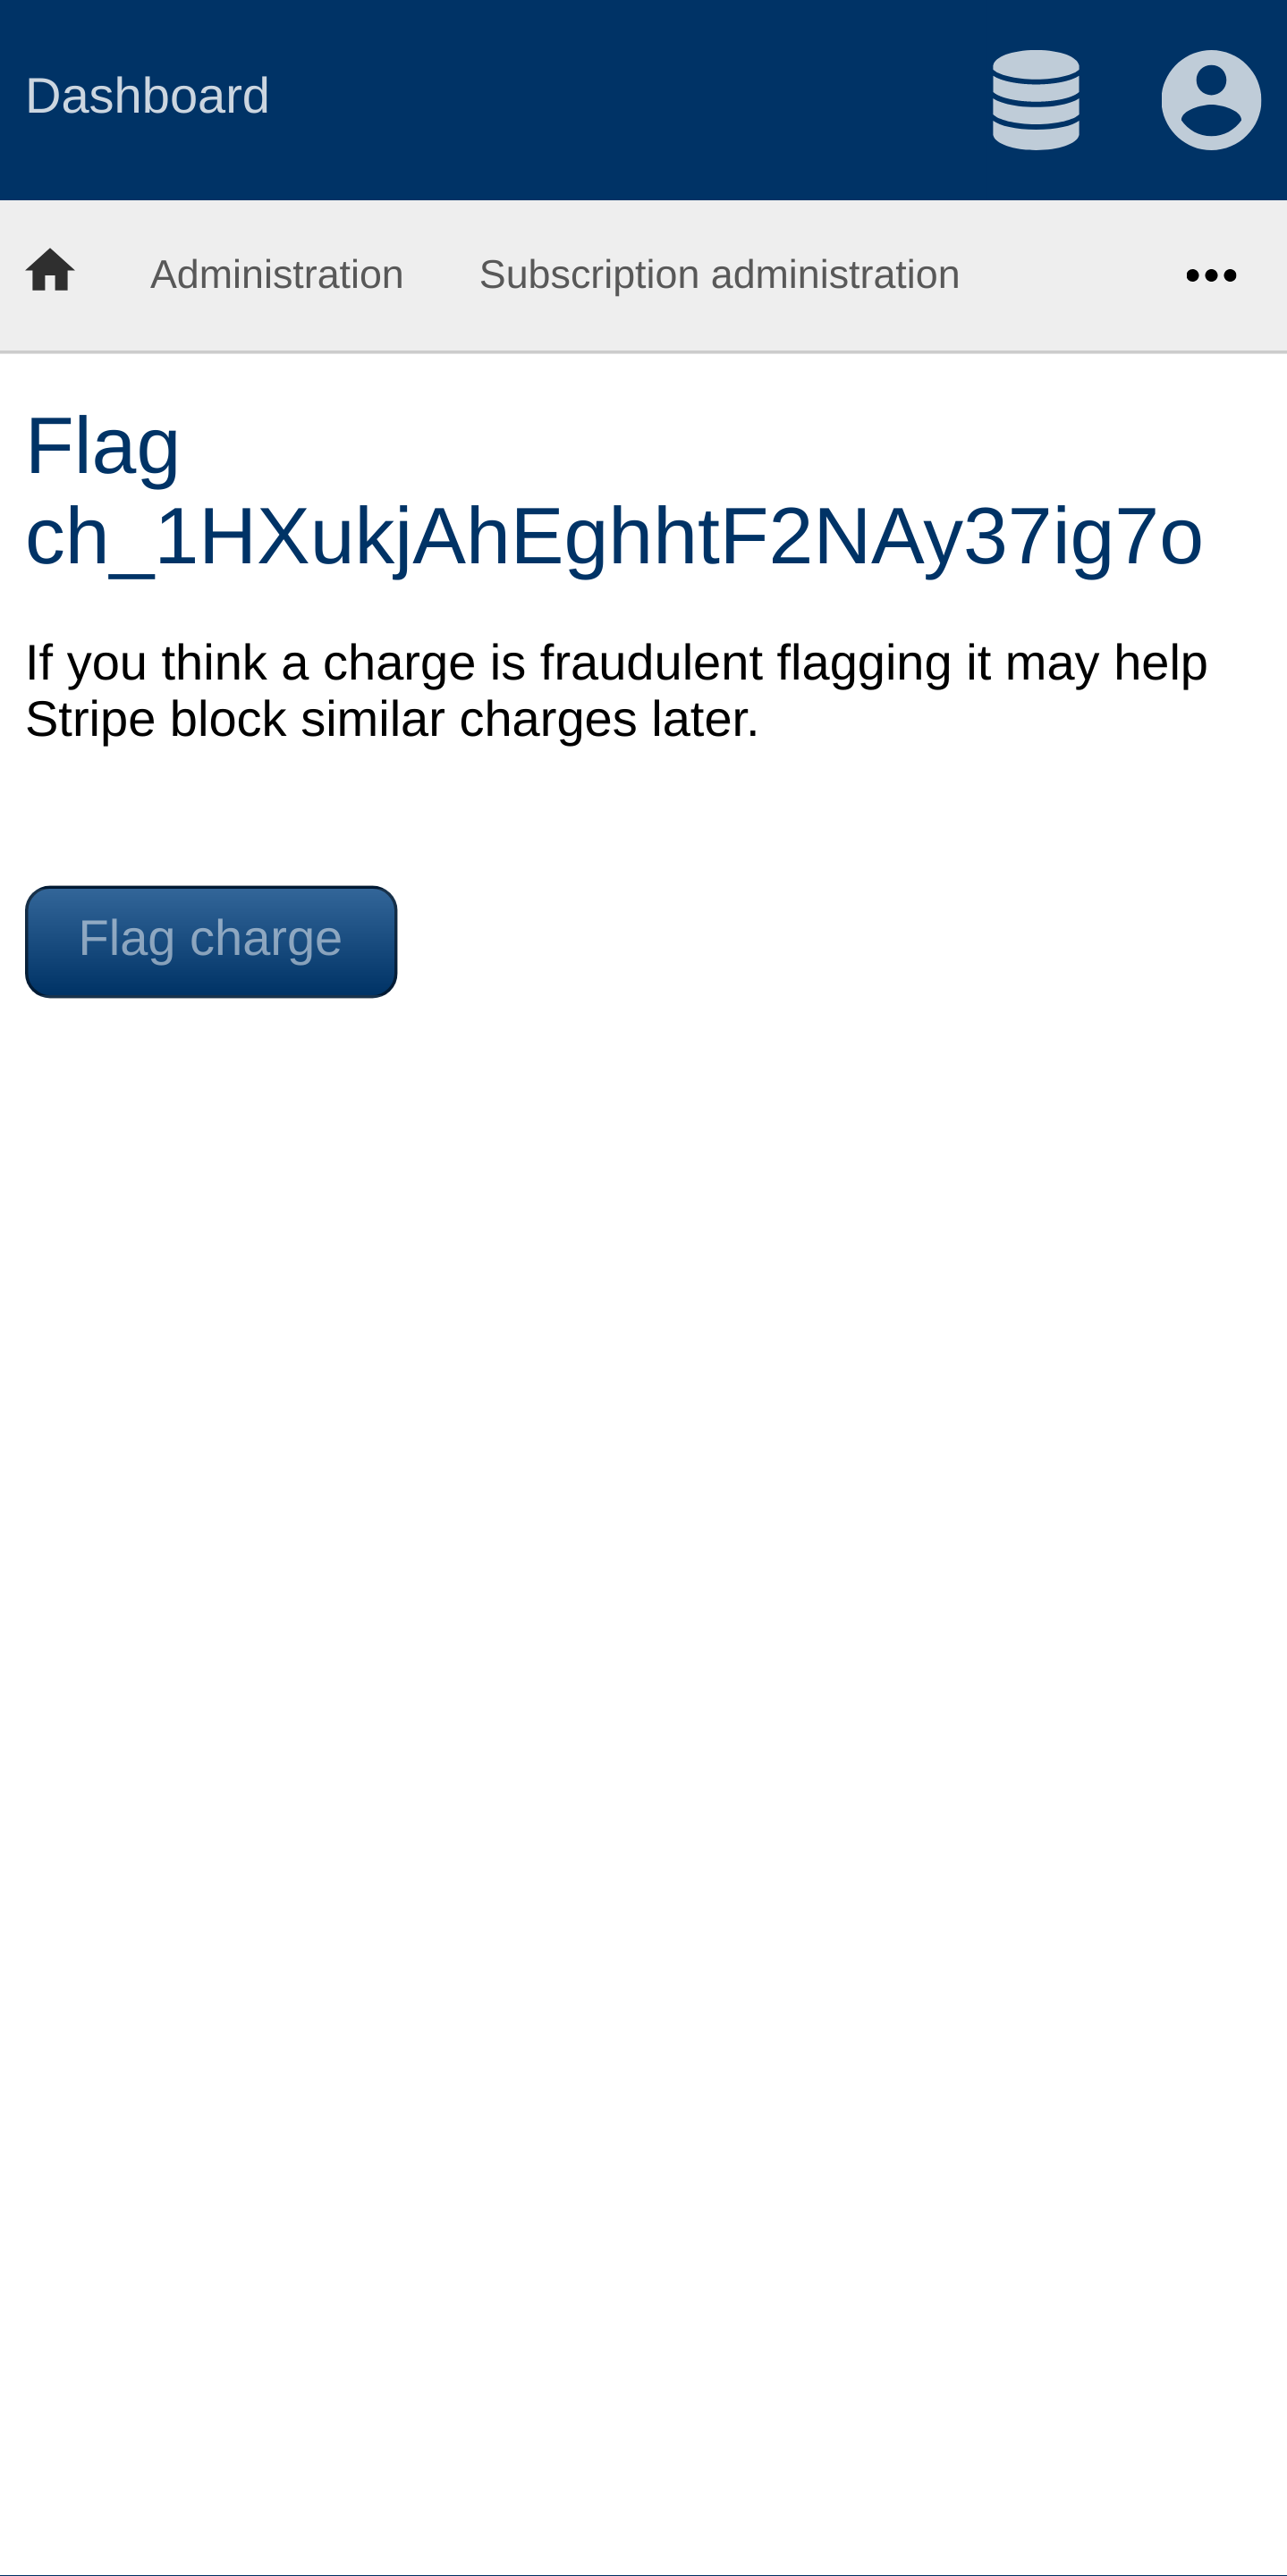 Dashboard
Administration Subscription administration
Flag
ch_1HXukjAhEghhtF2NAy37ig7o
If you think a charge is fraudulent flagging it may help
Stripe block similar charges later.
Flag charge